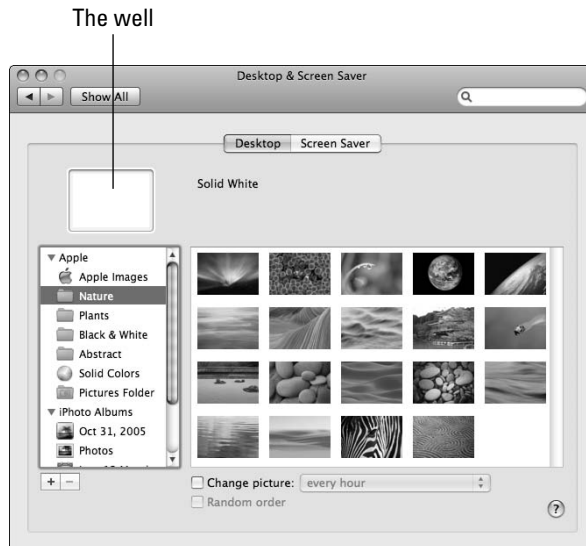 The well
Desktop & Screen Saver
Show All
Desktop Screen Saver
Solid White
Apple
Apple Images
Nature
Plants
Black & White
Abstract
Solid Colors
Pictures Folder
iPhoto Albums
Oct 31, 2005
Photos
+ −
Change picture: every hour
Random order
?